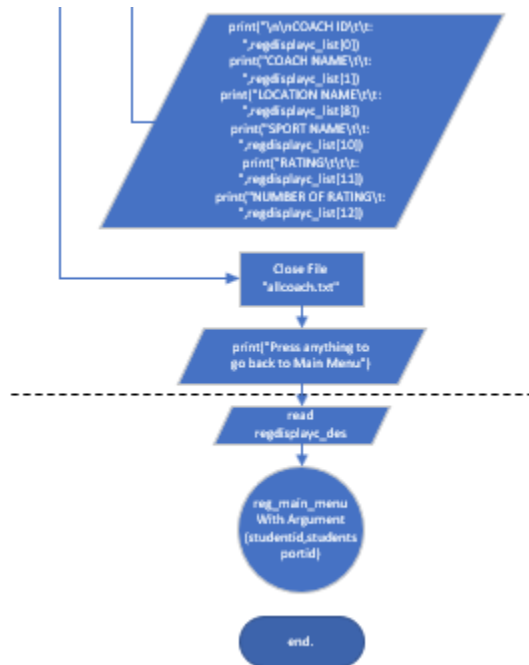 print("\n\nCOACH ID\t\t:
",regdisplayc_list[0])
print("COACH NAME\t\t:
",regdisplayc_list[1])
print("LOCATION NAME\t\t:
",regdisplayc_list[8])
print("SPORT NAME\t\t:
",regdisplayc_list[10])
print("RATING\t\t\t:
",regdisplayc_list[11])
print("NUMBER OF RATING\t:
",regdisplayc_list[12])
Close File
"allcoach.txt"
print("Press anything to
go back to Main Menu")
read
regdisplayc_des
reg_main_menu
With Argument
(studentid,students
portid)
end.